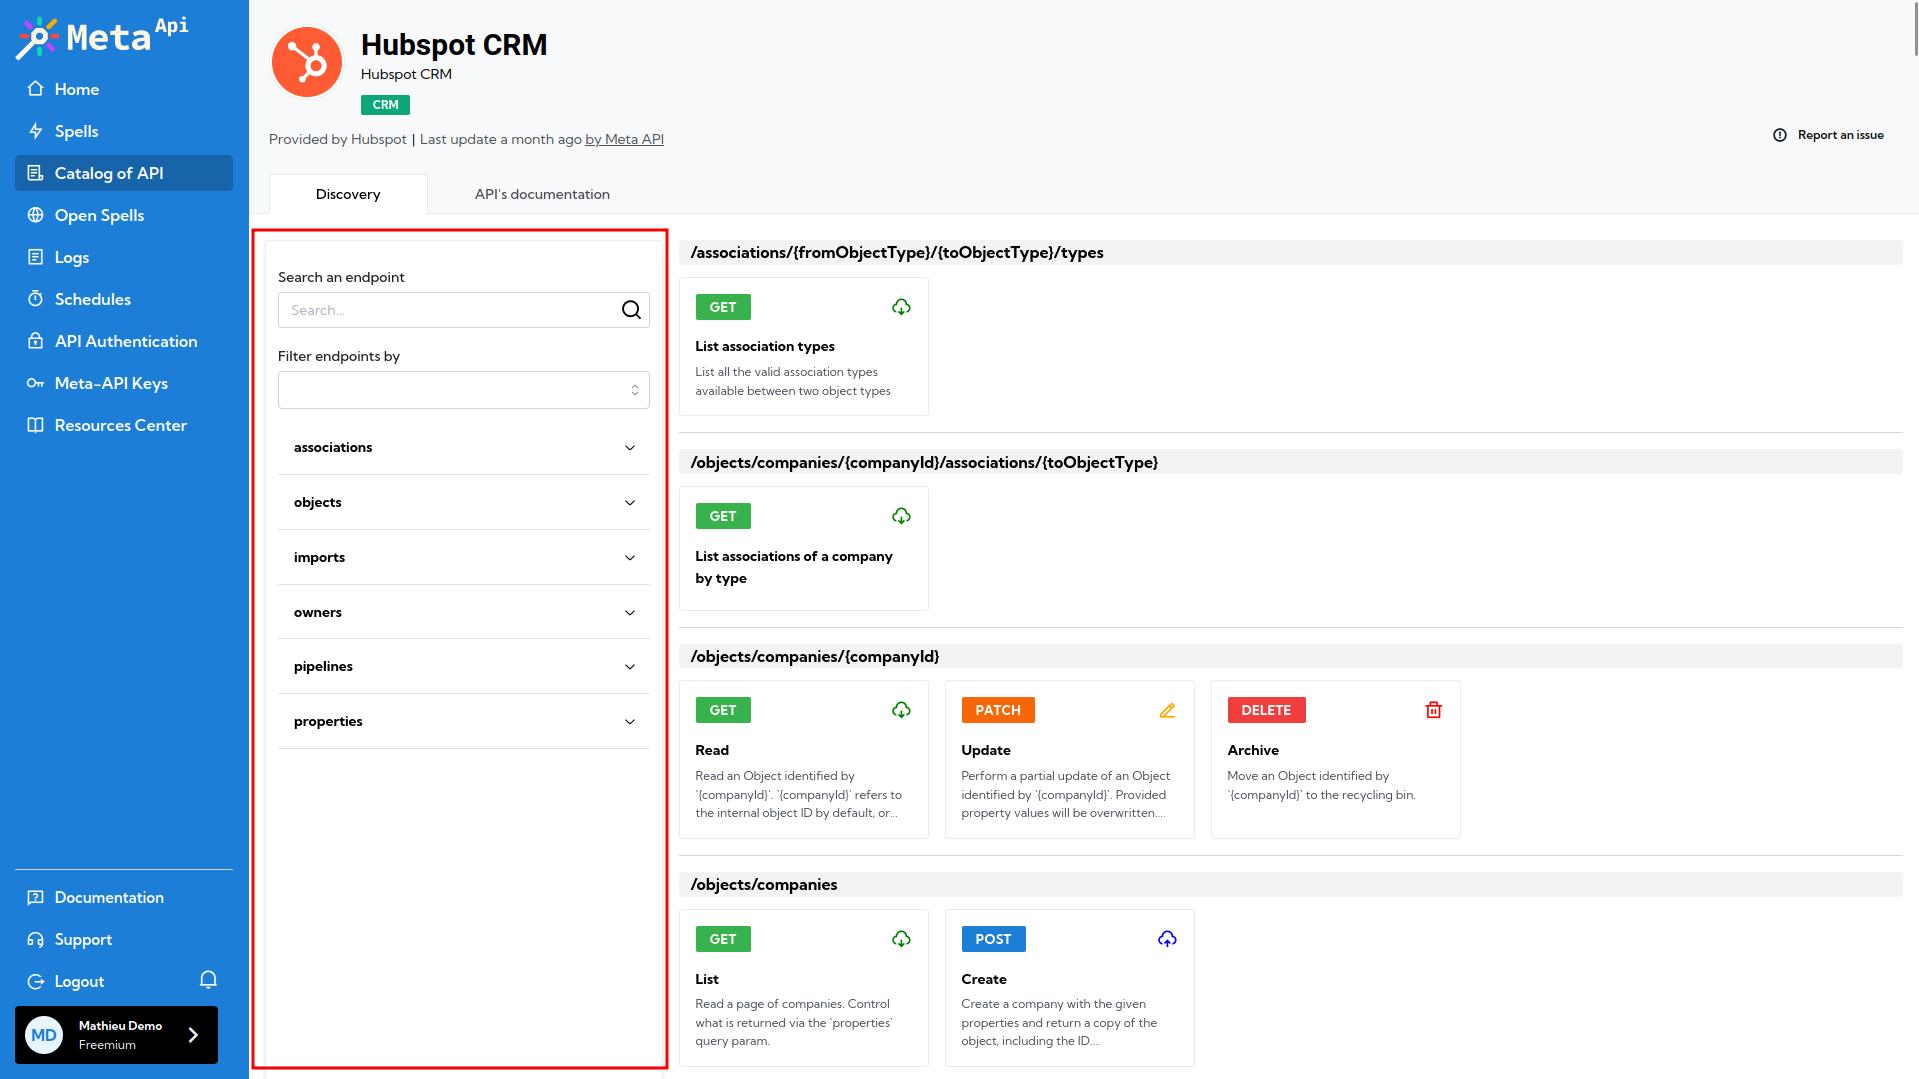 Meta Api
Home
Spells
Catalog of API
Open Spells
Logs
Schedules
API Authentication
Meta-API Keys
Resources Center
Documentation
Support
Logout
MD
Mathieu Demo
Freemium
Hubspot CRM
Hubspot CRM
CRM
Provided by Hubspot | Last update a month ago by Meta API
Report an issue
Discovery
API's documentation
Search an endpoint
Search...
Filter endpoints by
associations
objects
imports
owners
pipelines
properties
/associations/{fromObjectType}/{toObjectType}/types
GET
List association types
List all the valid association types
available between two object types
/objects/companies/{companyId}/associations/{toObjectType}
GET
List associations of a company
by type
/objects/companies/{companyId}
GET
Read
Read an Object identified by
`{companyId}`. `{companyId}` refers to
the internal object ID by default, or...
PATCH
Update
Perform a partial update of an Object
identified by `{companyId}`. Provided
property values will be overwritten....
DELETE
Archive
Move an Object identified by
`{companyId}` to the recycling bin.
/objects/companies
GET
List
Read a page of companies. Control
what is returned via the `properties`
query param.
POST
Create
Create a company with the given
properties and return a copy of the
object, including the ID....